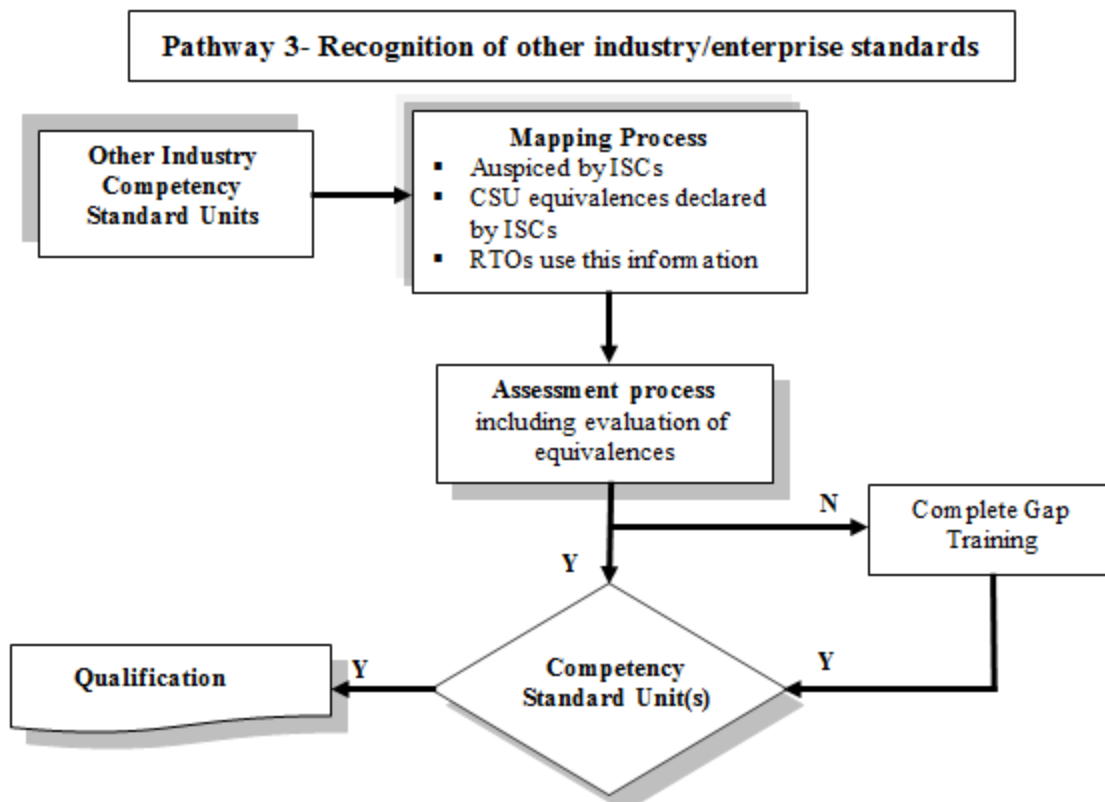 Pathway 3- Recognition of other industry/enterprise standards
Other Industry
Competency
Standard Units
Mapping Process
▪ Auspiced by ISCs
▪ CSU equivalences declared
by ISCs
▪ RTOs use this information
Assessment process
including evaluation of
equivalences
N
Complete Gap
Training
Y
Competency
Standard Unit(s)
Y
Y
Qualification